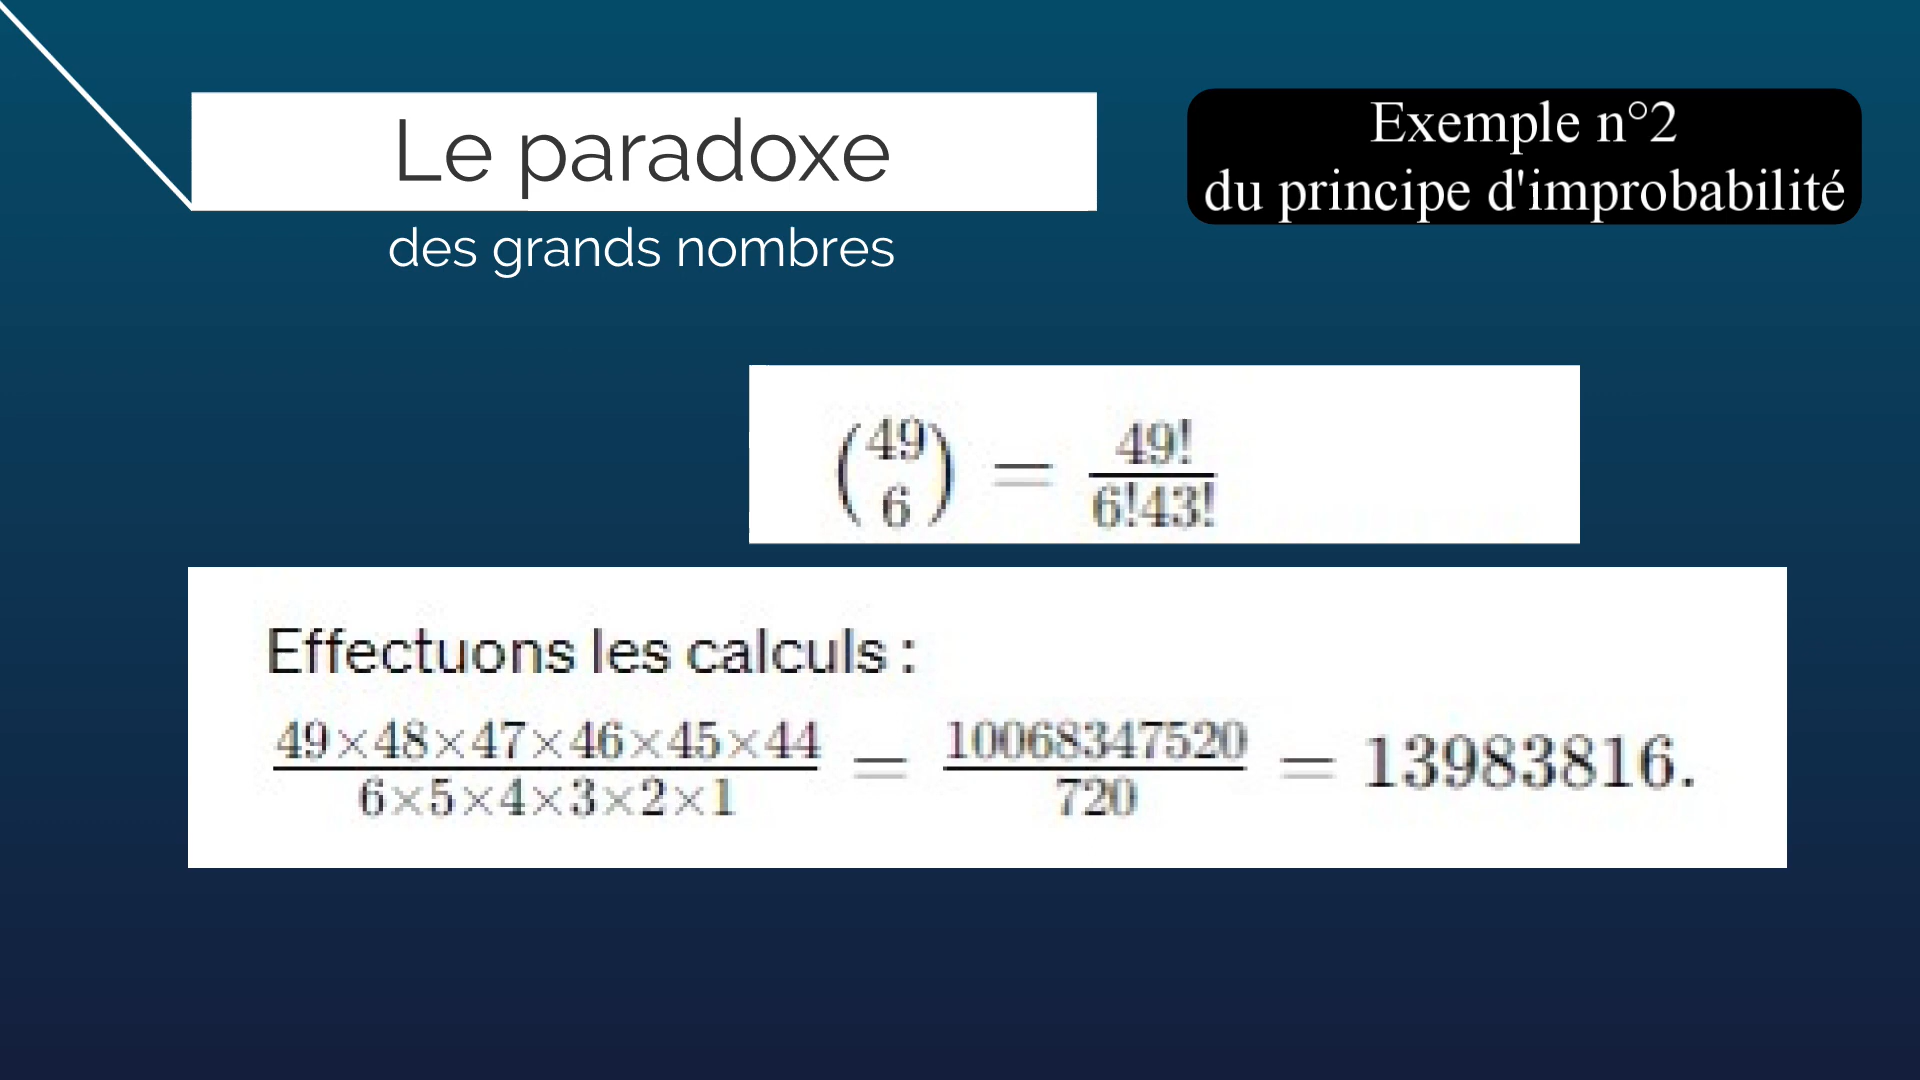 Le paradoxe
des grands nombres
Exemple n°2
du principe d'improbabilité
(49 6) = 49! / 6!43!
Effectuons les calculs :
49×48×47×46×45×44 / 6×5×4×3×2×1 = 10068347520 / 720 = 13983816.